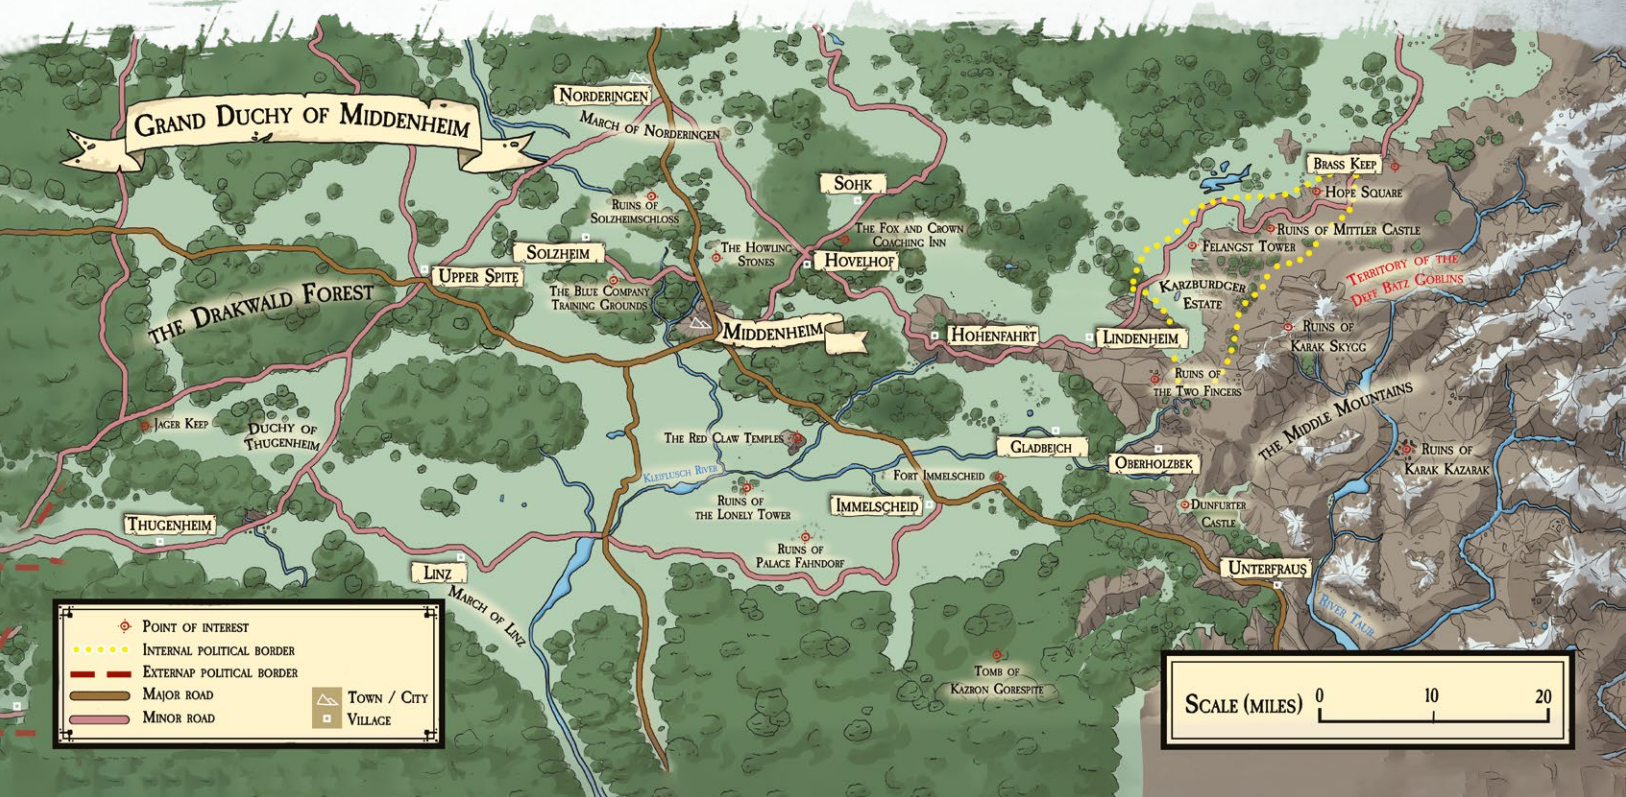 Grand Duchy of Middenheim
Norderingen
March of Norderingen
Brass Keep
Hope Square
Sohk
Ruins of
Solzheimschloss
The Fox and Crown
Coaching Inn
Ruins of Mittler Castle
Felangst Tower
Solzheim
The Howling
Stones
Hovelhof
Territory of the
Deff Batz Goblins
Upper Spite
The Blue Company
Training Grounds
Karzburdger
Estate
The Drakwald Forest
Middenheim
Hohenfahrt
Lindenheim
Ruins of
Karak Skygg
Ruins of
the Two Fingers
The Middle Mountains
Jager Keep
Duchy of
Thugenheim
The Red Claw Temples
Gladbeich
Oberholzbek
Ruins of
Karak Kazarak
Kleiflusch River
Fort Immelscheid
Ruins of
the Lonely Tower
Immelscheid
Dunfurter
Castle
Thugenheim
Ruins of
Palace Fahndorf
Linz
March of Linz
Unterfraus
River Taur
Tomb of
Kazron Gorespite
Point of interest
Internal political border
Externap political border
Major road
Minor road
Town / City
Village
Scale (miles)
0 10 20